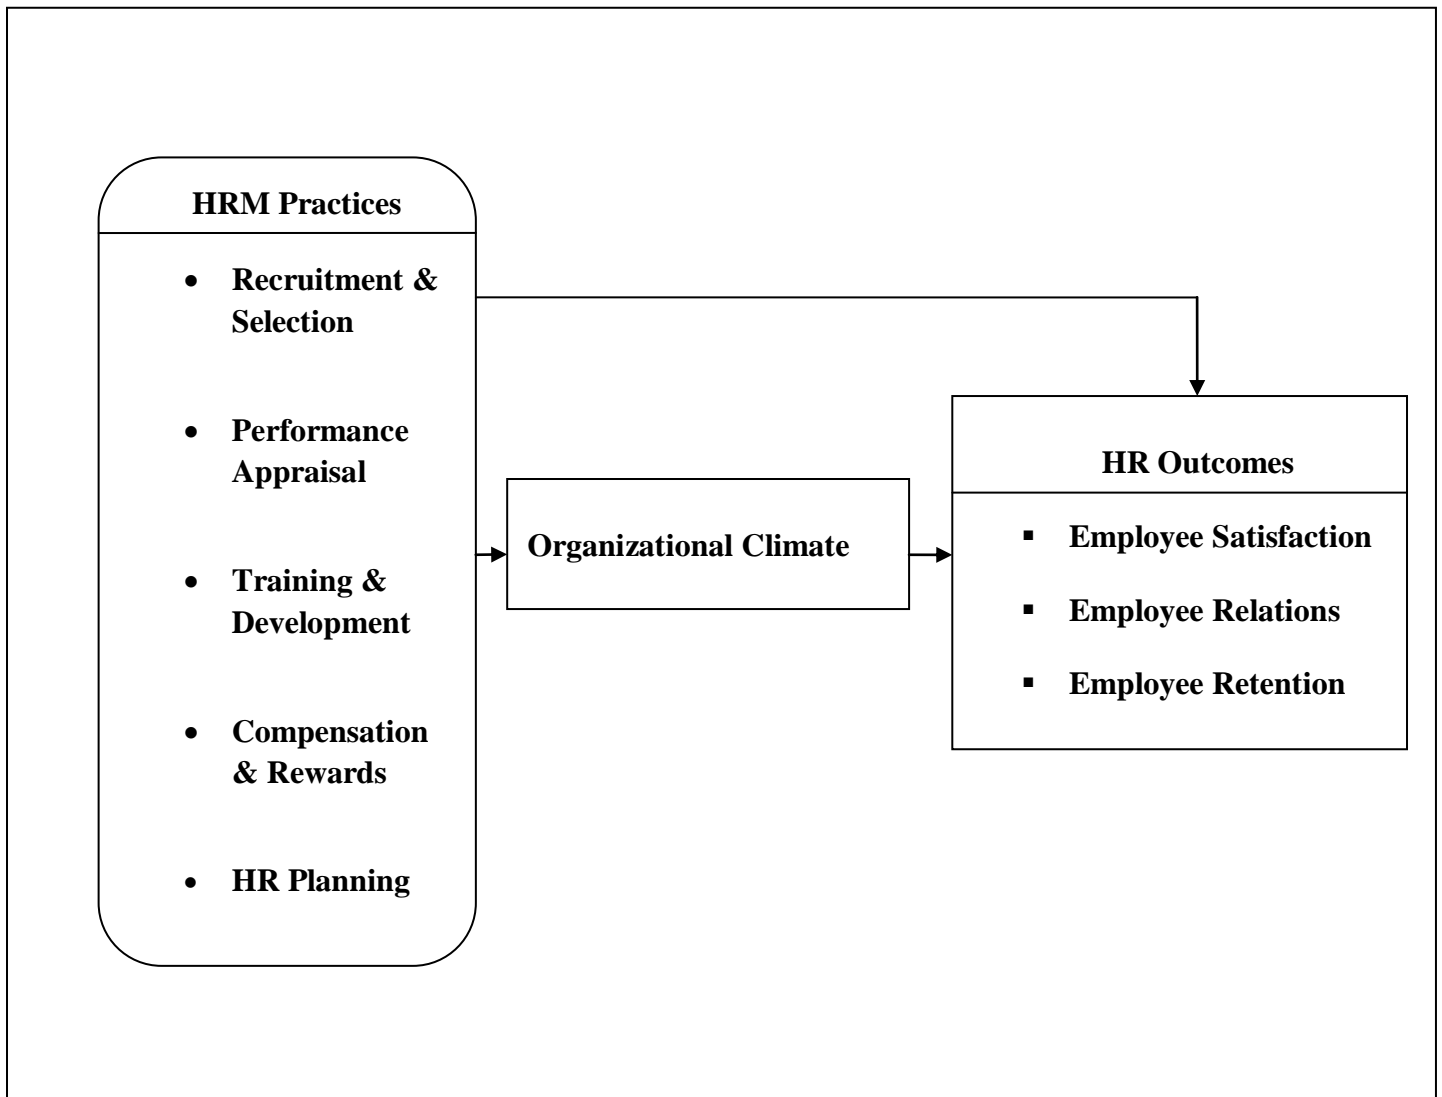 HRM Practices
• Recruitment &
Selection
• Performance
Appraisal
• Training &
Development
• Compensation
& Rewards
• HR Planning
Organizational Climate
HR Outcomes
▪ Employee Satisfaction
▪ Employee Relations
▪ Employee Retention